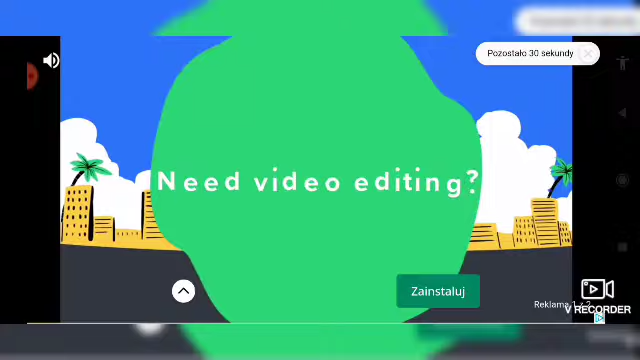 Pozostało 30 sekundy
Need video editing?
Zainstaluj
Reklama 1 z 2
V RECORDER